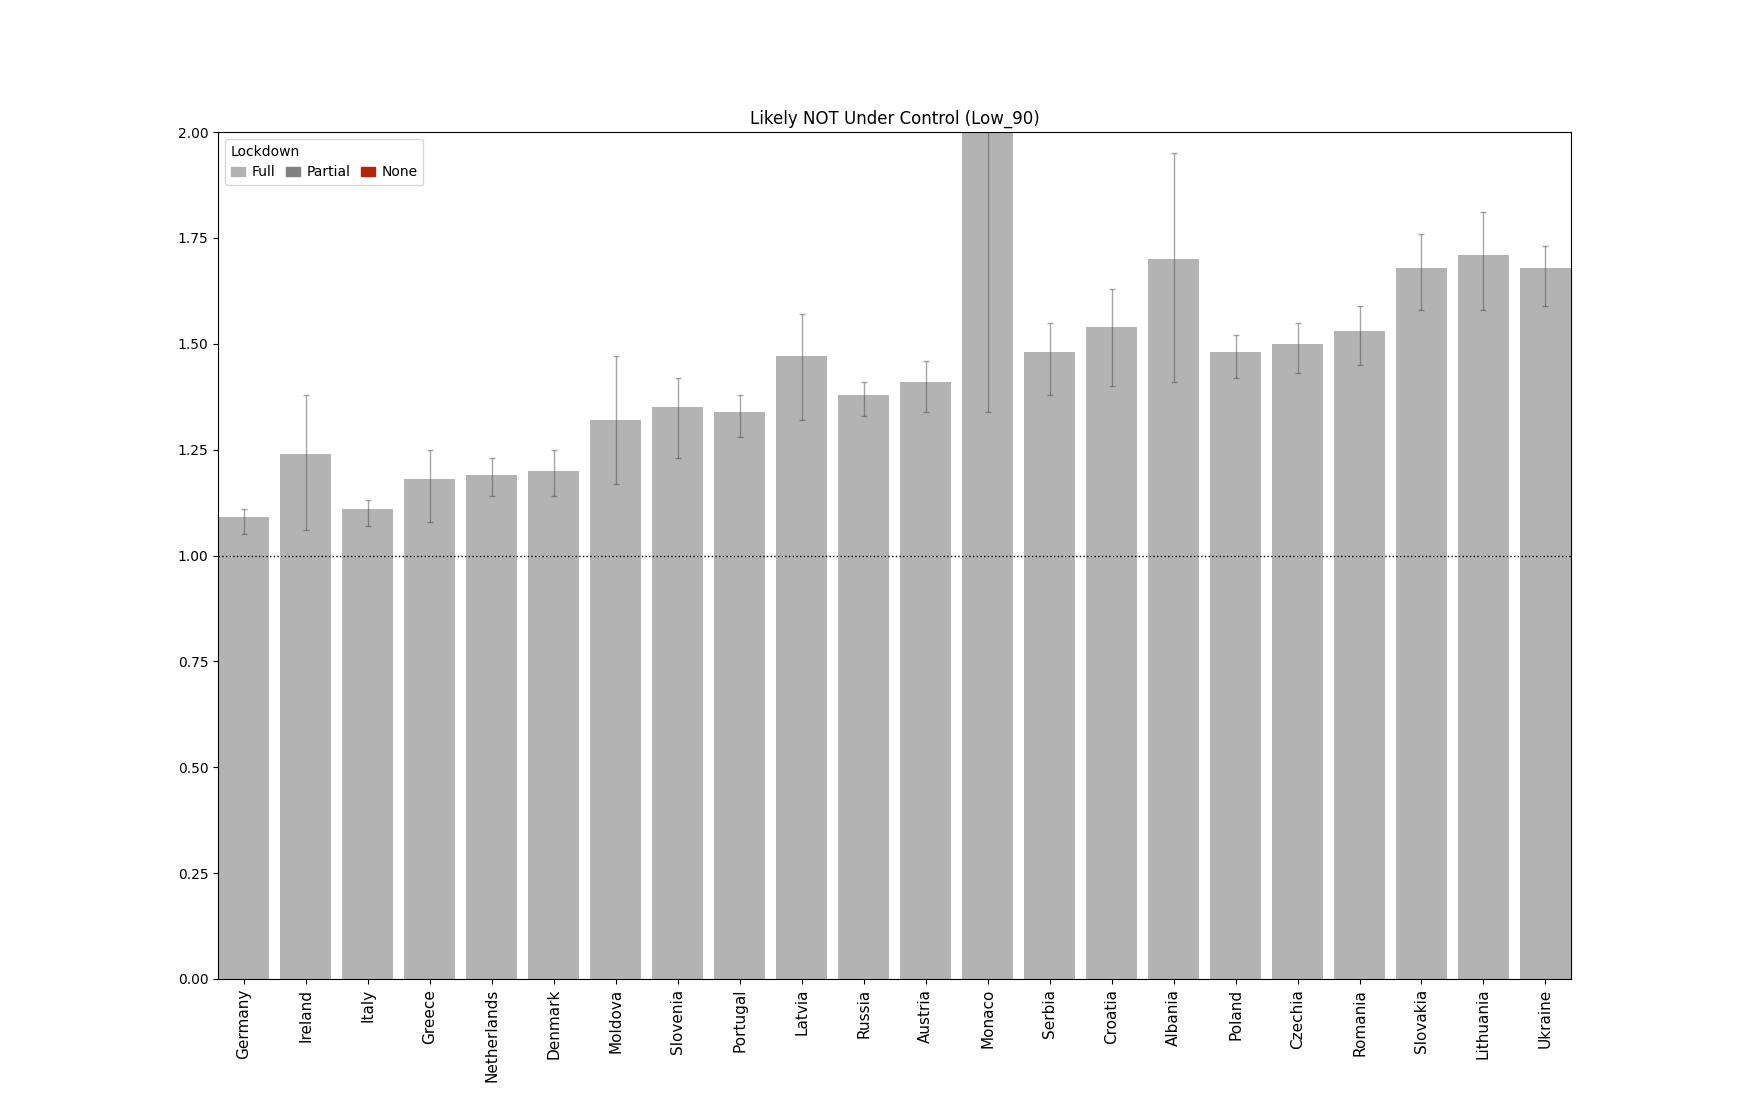 Likely NOT Under Control (Low_90)
Lockdown
Full Partial None
2.00
1.75
1.50
1.25
1.00
0.75
0.50
0.25
0.00
Germany
Ireland
Italy
Greece
Netherlands
Denmark
Moldova
Slovenia
Portugal
Latvia
Russia
Austria
Monaco
Serbia
Croatia
Albania
Poland
Czechia
Romania
Slovakia
Lithuania
Ukraine